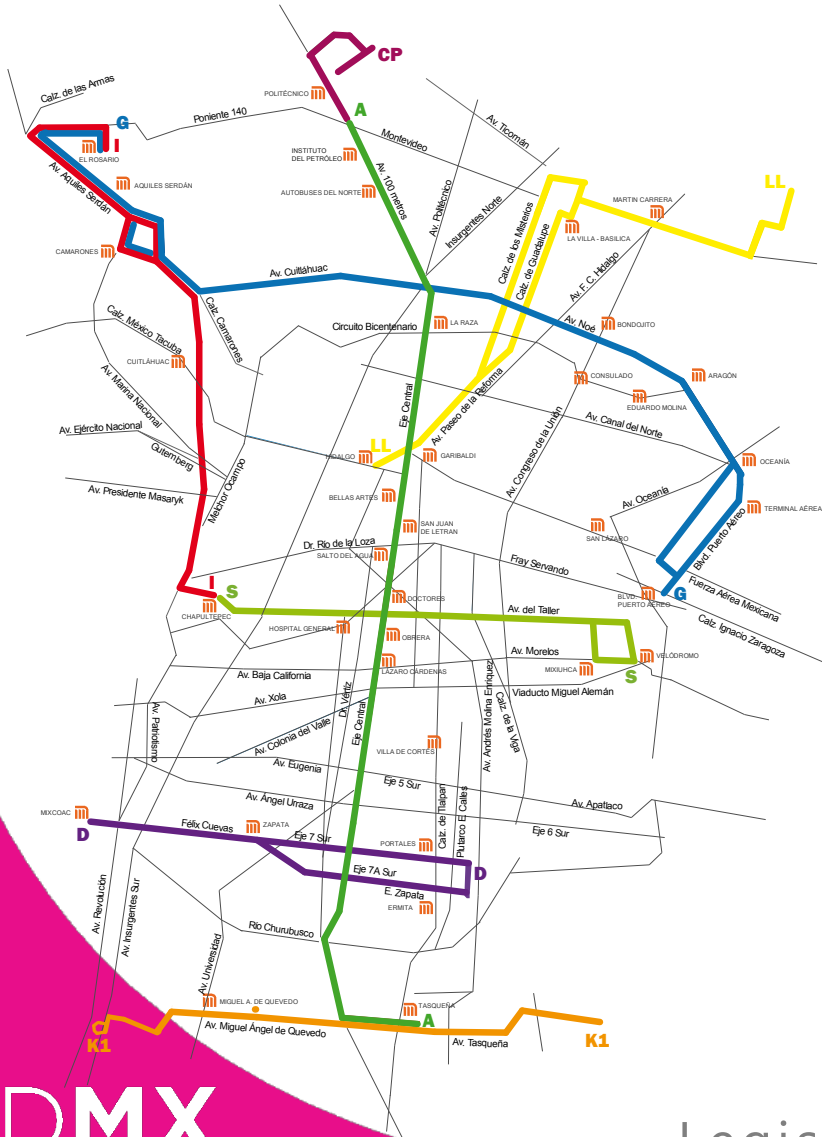 CP
LL
Calz. de las Armas
POLITÉCNICO
A
Poniente 140
G
I
EL ROSARIO
Montevideo
Av. Ticomán
INSTITUTO
DEL PETRÓLEO
Av. Aquiles Serdán
AQUILES SERDÁN
AUTOBUSES DEL NORTE
Av. 100 metros
Av. Politécnico
Insurgentes Norte
MARTIN CARRERA
Calz. de los Misterios
Calz. de Guadalupe
LA VILLA - BASILICA
CAMARONES
Av. Cuitláhuac
Av. F. C. Hidalgo
Calz. México Tacuba
Calz. Camarones
Circuito Bicentenario
LA RAZA
Av. Noé
BONDOJITO
CUITLÁHUAC
Av. Marina Nacional
CONSULADO
ARAGÓN
EDUARDO MOLINA
Eje Central
Av. Paseo de la Reforma
Av. Canal del Norte
Av. Ejército Nacional
Gutemberg
LL
HIDALGO
GARIBALDI
Av. Congreso de la Unión
OCEANÍA
Av. Presidente Masaryk
Melchor Ocampo
BELLAS ARTES
Av. Oceanía
TERMINAL AÉREA
SAN JUAN
DE LETRAN
SAN LÁZARO
Blvd. Puerto Aéreo
Dr. Río de la Loza
SALTO DEL AGUA
Fray Servando
I
S
DOCTORES
BLVD.
PUERTO AÉREO
G
Fuerza Aérea Mexicana
Calz. Ignacio Zaragoza
CHAPULTEPEC
Av. del Taller
HOSPITAL GENERAL
OBRERA
Av. Morelos
VELÓDROMO
MIXIUHCA
S
LÁZARO CÁRDENAS
Av. Baja California
Viaducto Miguel Alemán
Av. Xola
Dr. Vértiz
Av. Andrés Molina Enriquez
Calz. de la Viga
Av. Patriotismo
Av. Colonia del Valle
Eje Central
VILLA DE CORTÉS
Av. Eugenia
Eje 5 Sur
Av. Ángel Urraza
Av. Apatlaco
Calz. de Tlalpan
Plutarco E. Calles
MIXCOAC
D
Félix Cuevas
ZAPATA
Eje 7 Sur
PORTALES
Eje 6 Sur
Eje 7A Sur
D
E. Zapata
ERMITA
Av. Revolución
Av. Insurgentes Sur
Río Churubusco
Av. Universidad
MIGUEL A. DE QUEVEDO
TASQUEÑA
A
K1
Av. Miguel Ángel de Quevedo
Av. Tasqueña
K1
DMX